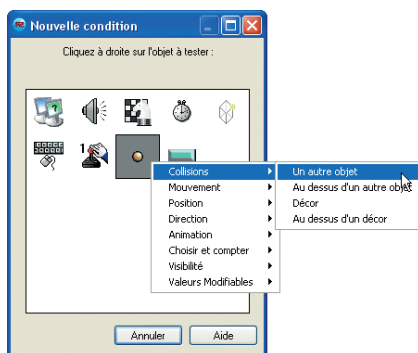 Nouvelle condition
Cliquez à droite sur l'objet à tester :
Collisions
Mouvement
Position
Direction
Animation
Choisir et compter
Visibilité
Valeurs Modifiables
Un autre objet
Au dessus d'un autre objet
Décor
Au dessus d'un décor
Annuler
Aide